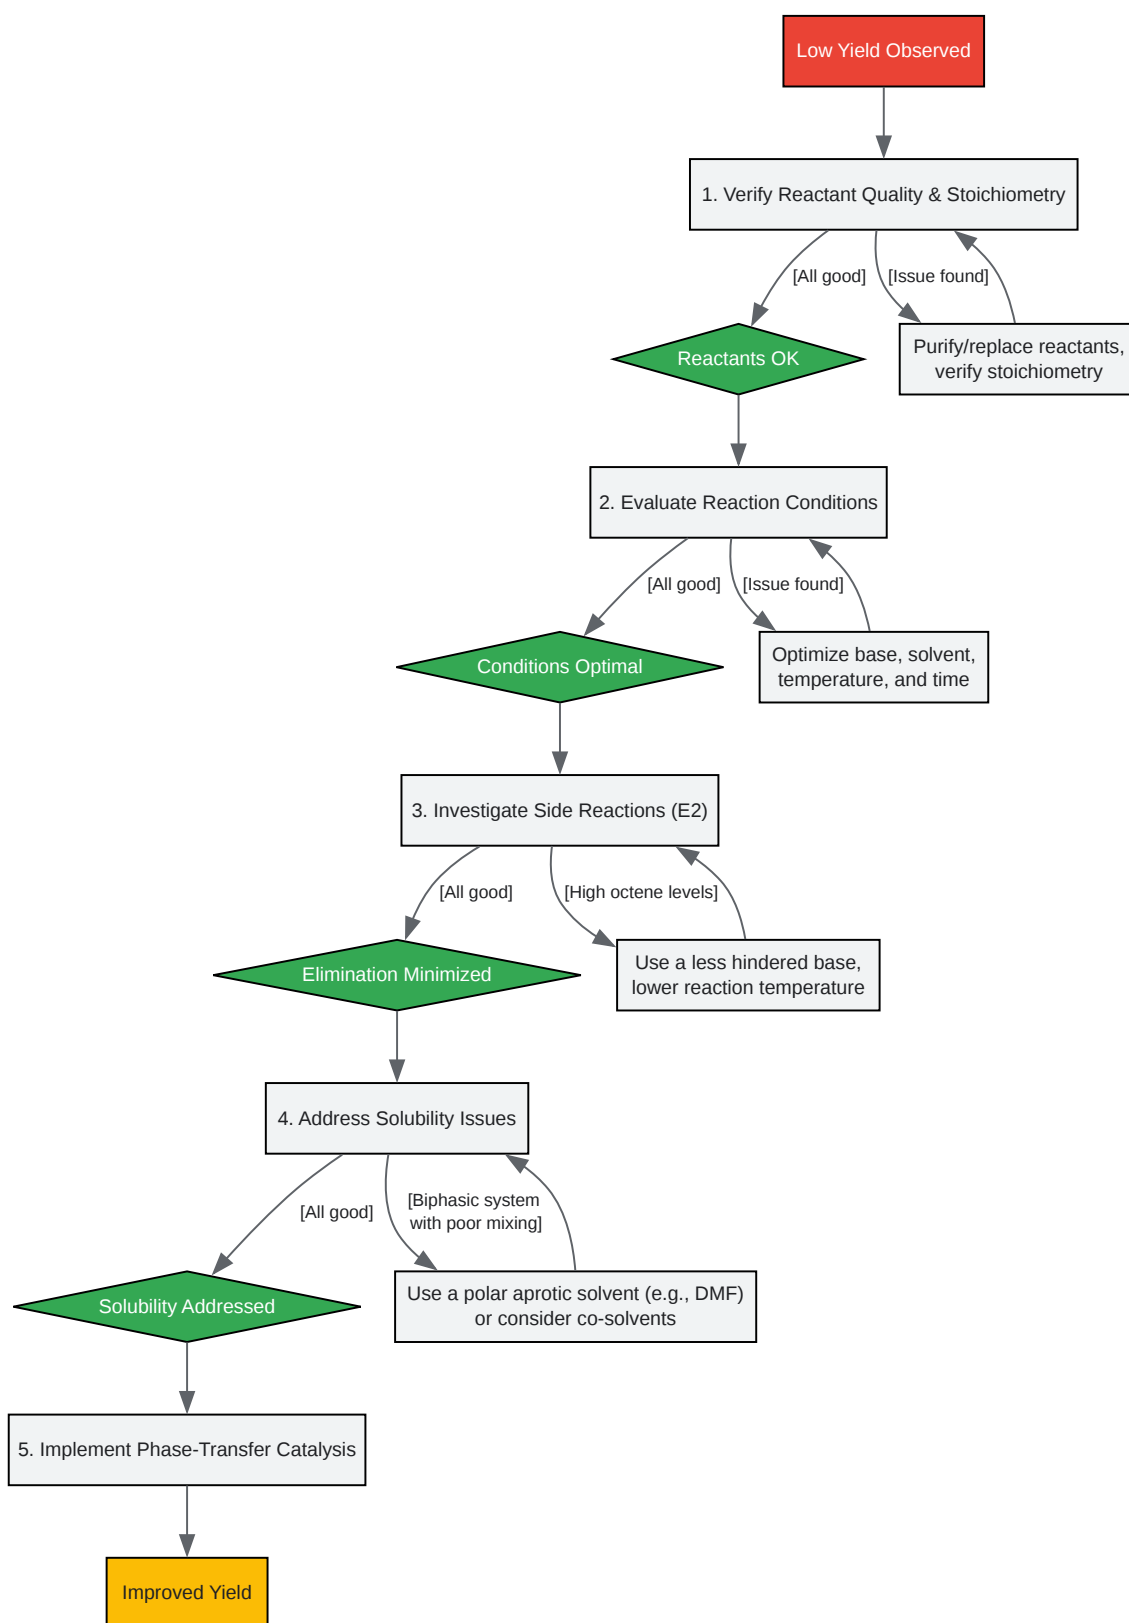 Low Yield Observed
1. Verify Reactant Quality & Stoichiometry
[All good]
[Issue found]
Reactants OK
Purify/replace reactants,
verify stoichiometry
2. Evaluate Reaction Conditions
[All good]
[Issue found]
Conditions Optimal
Optimize base, solvent,
temperature, and time
3. Investigate Side Reactions (E2)
[All good]
[High octene levels]
Elimination Minimized
Use a less hindered base,
lower reaction temperature
4. Address Solubility Issues
[All good]
[Biphasic system
with poor mixing]
Solubility Addressed
Use a polar aprotic solvent (e.g., DMF)
or consider co-solvents
5. Implement Phase-Transfer Catalysis
Improved Yield